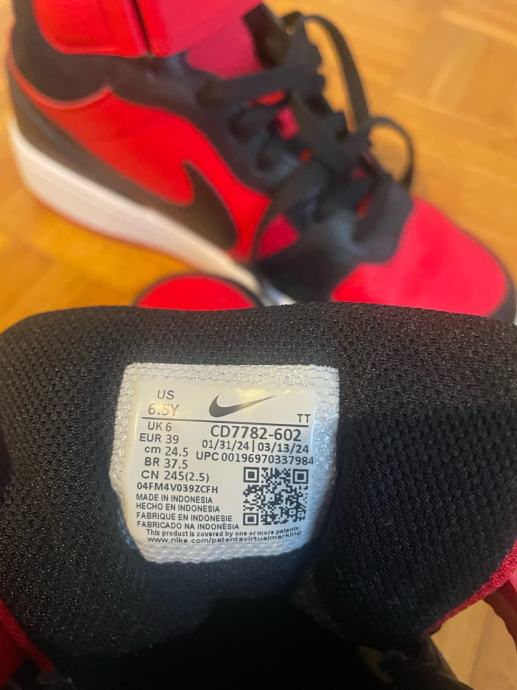 US
6.5Y
UK 6
EUR 39
cm 24.5
BR 37.5
CN 245(2.5)
TT
CD7782-602
01/31/24 | 03/13/24
UPC 00196970337984
04FM4V039ZCFH
MADE IN INDONESIA
HECHO EN INDONESIA
FABRIQUE EN INDONESIE
FABRICADO NA INDONÉSIA
This product is covered by one or more patents.
www.nike.com/patentsvirtualmarking